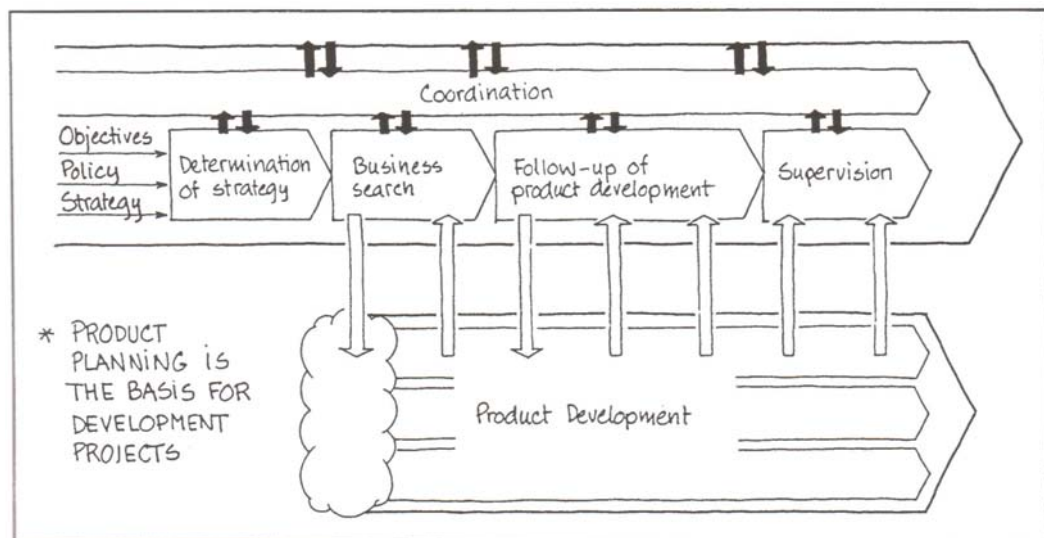 Coordination
Objectives
Policy
Strategy
Determination
of strategy
Business
search
Follow-up of
product development
Supervision
* PRODUCT
PLANNING IS
THE BASIS FOR
DEVELOPMENT
PROJECTS
Product Development